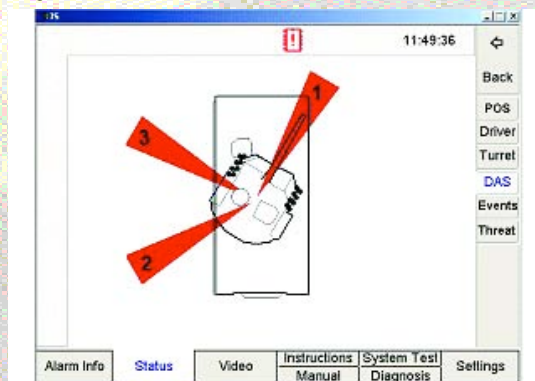 11:49:36
Back
POS
Driver
Turret
DAS
Events
Threat
1
3
2
Alarm Info
Status
Video
Instructions
Manual
System Test
Diagnosis
Settings